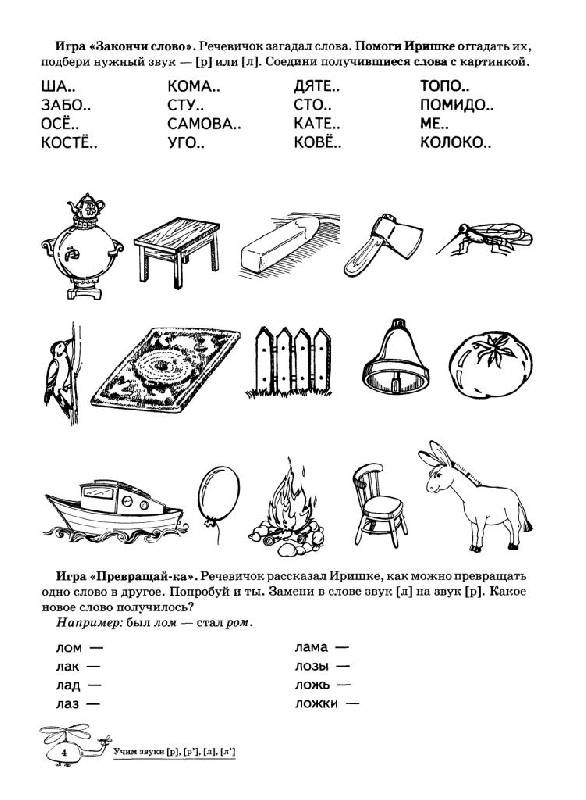 Игра «Закончи слово». Речевичок загадал слова. Помоги Иришке отгадать их,
подбери нужный звук — [р] или [л]. Соедини получившиеся слова с картинкой.
ША.. КОМА.. ДЯТЕ.. ТОПО..
ЗАБО.. СТУ.. СТО.. ПОМИДО..
ОСЁ.. САМОВА.. КАТЕ.. МЕ..
КОСТЁ.. УГО.. КОВЁ.. КОЛОКО..
Игра «Превращай-ка». Речевичок рассказал Иришке, как можно превращать
одно слово в другое. Попробуй и ты. Замени в слове звук [л] на звук [р]. Какое
новое слово получилось?
Например: был лом — стал ром.
лом — лама —
лак — лозы —
лад — ложь —
лаз — ложки —
4 Учим звуки [р], [р'], [л], [л']